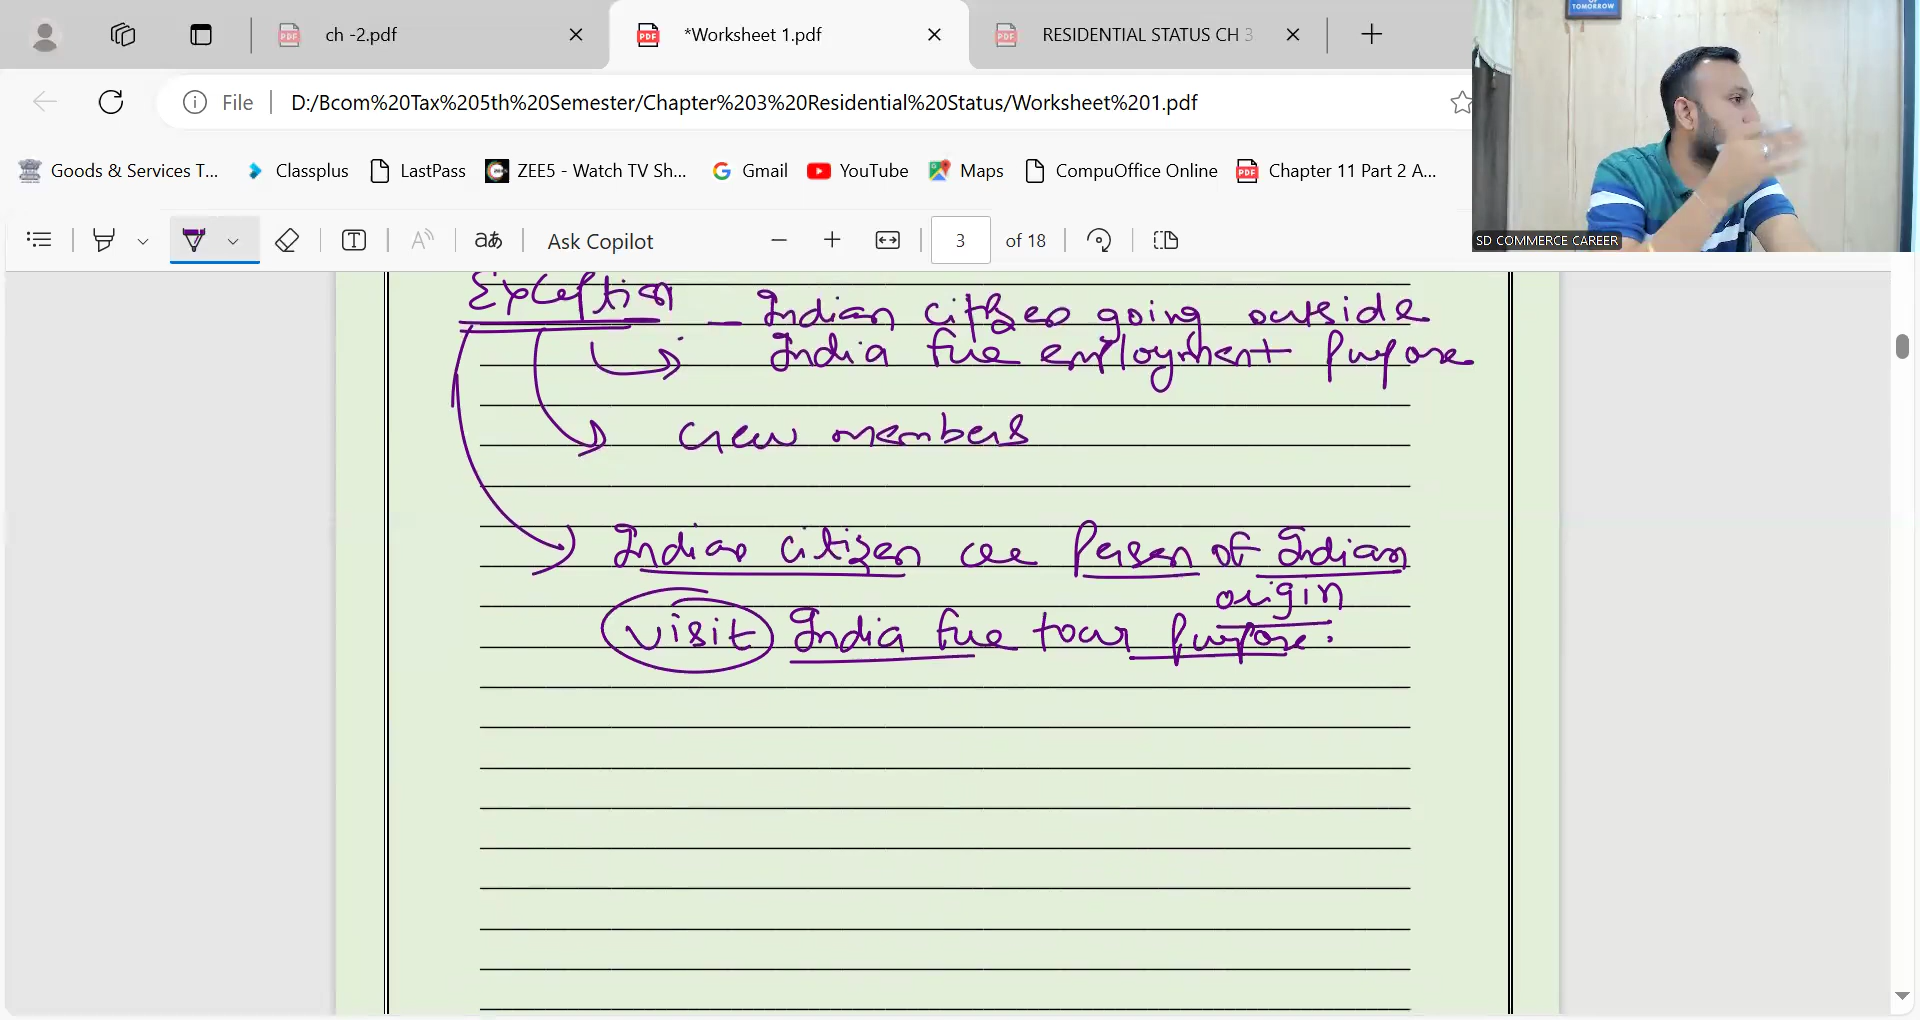 OF
TOMORROW
ch -2.pdf
*Worksheet 1.pdf
RESIDENTIAL STATUS CH 3
File
D:/Bcom%20Tax%205th%20Semester/Chapter%203%20Residential%20Status/Worksheet%201.pdf
Goods & Services T...
Classplus
LastPass
ZEE5 - Watch TV Sh...
Gmail
YouTube
Maps
CompuOffice Online
PDF Chapter 11 Part 2 A...
Ask Copilot
3 of 18
SD COMMERCE CAREER
Exception - Indian citizen going outside
India for employment purpose
crew members
Indian citizen or Person of Indian
origin
visit India for tour purpose.